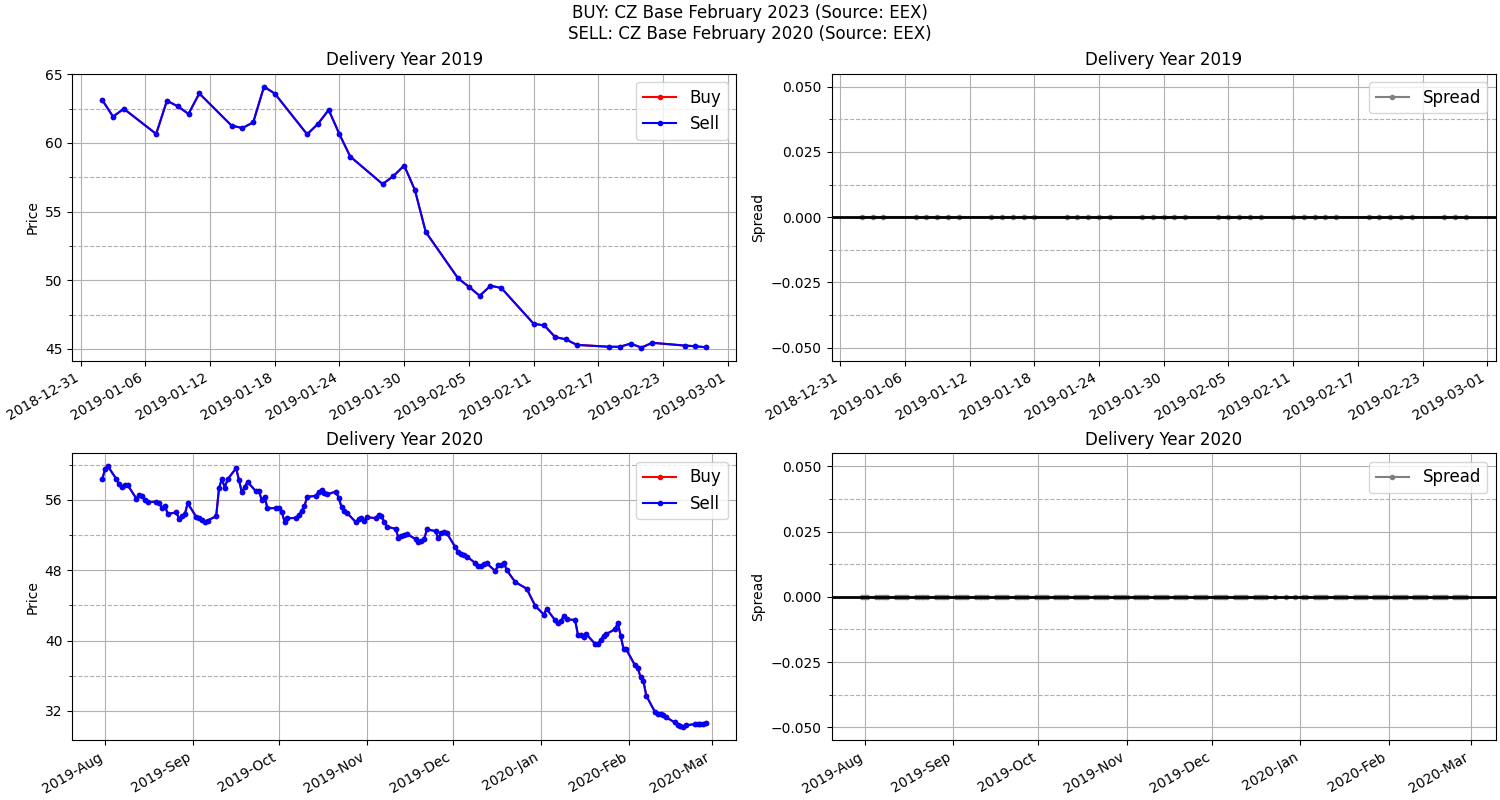 BUY: CZ Base February 2023 (Source: EEX)
SELL: CZ Base February 2020 (Source: EEX)
Delivery Year 2019
Price
65
60
55
50
45
Buy
Sell
2018-12-31
2019-01-06
2019-01-12
2019-01-18
2019-01-24
2019-01-30
2019-02-05
2019-02-11
2019-02-17
2019-02-23
2019-03-01
Delivery Year 2019
Spread
0.050
0.025
0.000
−0.025
−0.050
Spread
2018-12-31
2019-01-06
2019-01-12
2019-01-18
2019-01-24
2019-01-30
2019-02-05
2019-02-11
2019-02-17
2019-02-23
2019-03-01
Delivery Year 2020
Price
56
48
40
32
Buy
Sell
2019-Aug
2019-Sep
2019-Oct
2019-Nov
2019-Dec
2020-Jan
2020-Feb
2020-Mar
Delivery Year 2020
Spread
0.050
0.025
0.000
−0.025
−0.050
Spread
2019-Aug
2019-Sep
2019-Oct
2019-Nov
2019-Dec
2020-Jan
2020-Feb
2020-Mar